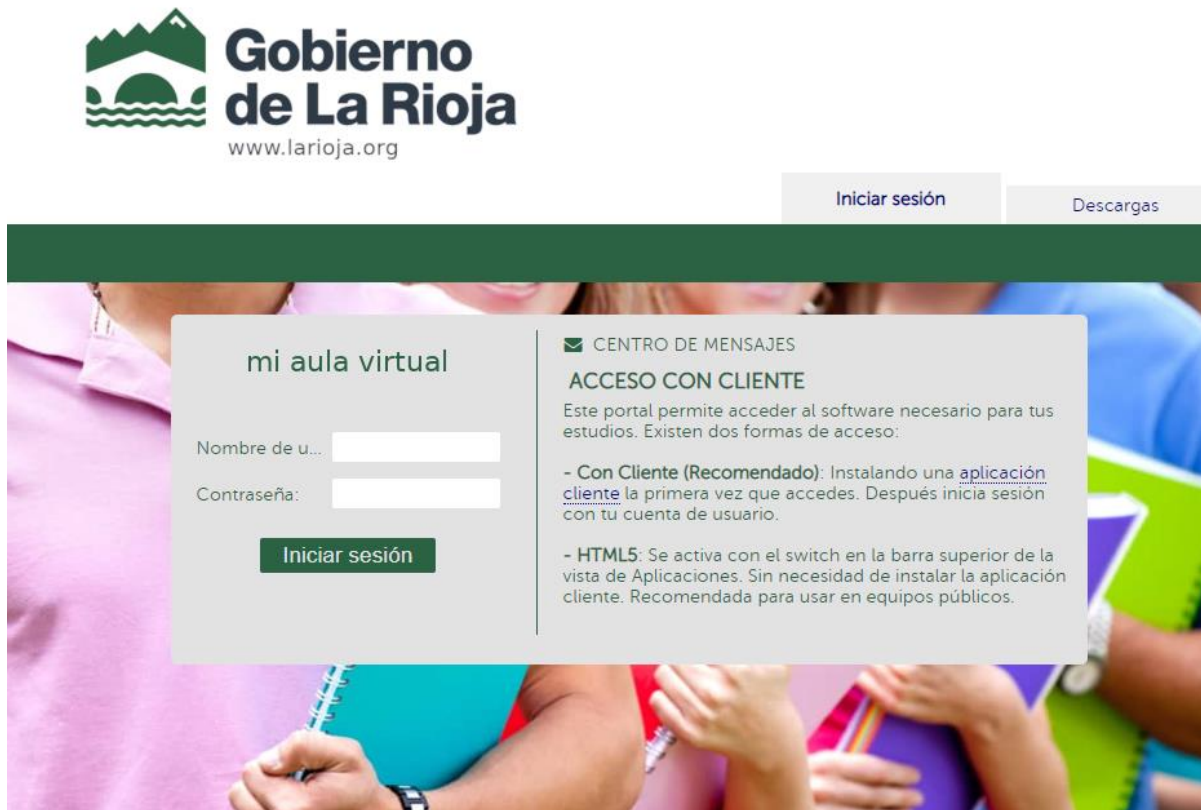 Gobierno
de La Rioja
www.larioja.org
Iniciar sesión
Descargas
mi aula virtual
Nombre de u...
Contraseña:
Iniciar sesión
CENTRO DE MENSAJES
ACCESO CON CLIENTE
Este portal permite acceder al software necesario para tus
estudios. Existen dos formas de acceso:
- Con Cliente (Recomendado): Instalando una aplicación
cliente la primera vez que accedes. Después inicia sesión
con tu cuenta de usuario.
- HTML5: Se activa con el switch en la barra superior de la
vista de Aplicaciones. Sin necesidad de instalar la aplicación
cliente. Recomendada para usar en equipos públicos.